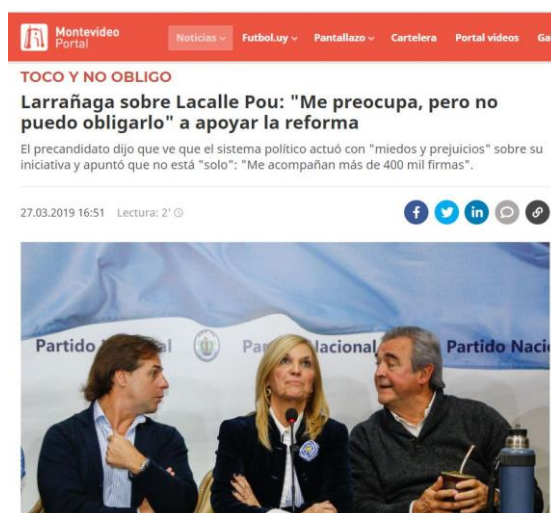 Montevideo
Portal
Noticias
Futbol.uy
Pantallazo
Cartelera
Portal videos
Ga
TOCO Y NO OBLIGO
Larrañaga sobre Lacalle Pou: "Me preocupa, pero no
puedo obligarlo" a apoyar la reforma
El precandidato dijo que ve que el sistema político actuó con "miedos y prejuicios" sobre su
iniciativa y apuntó que no está "solo": "Me acompañan más de 400 mil firmas".
27.03.2019 16:51 Lectura: 2'
Partido
Nacional
Partido Naci